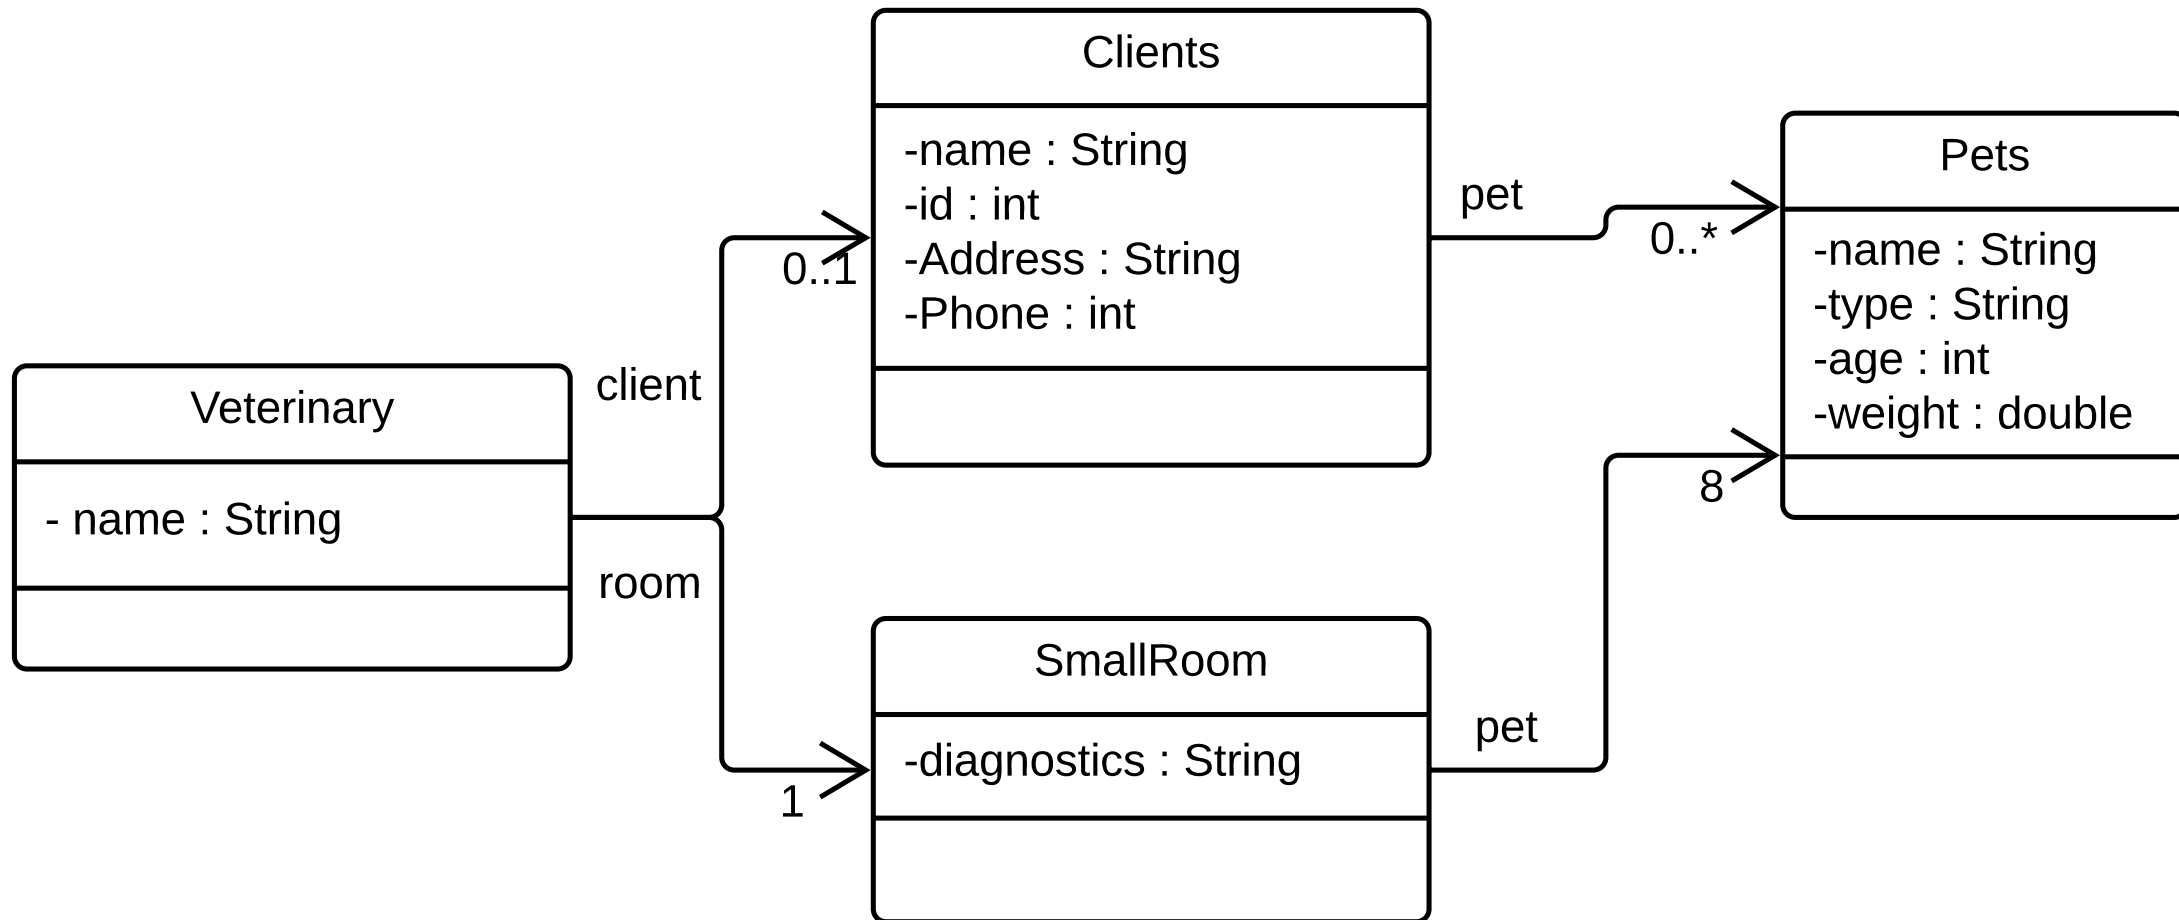 Clients
-name : String
-id : int
-Address : String
-Phone : int
pet
0..*
Pets
-name : String
-type : String
-age : int
-weight : double
8
0..1
client
Veterinary
- name : String
room
1
SmallRoom
-diagnostics : String
pet